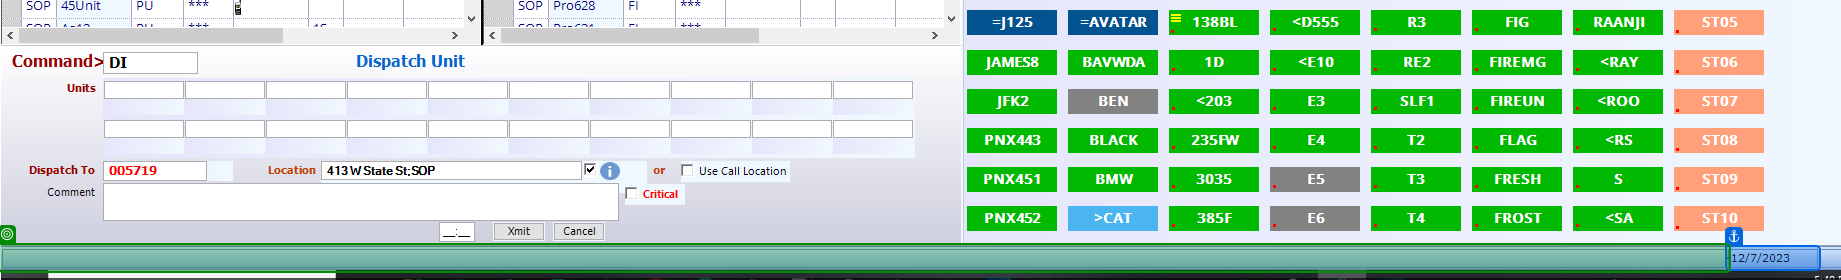 SOP 45Unit PU ***
SOP Pro628 FI ***
PU *** 15
SOP FI ***
Command> DI Dispatch Unit
Units
Dispatch To 005719 Location 413 W State St;SOP or Use Call Location
Comment Critical
__:__ Xmit Cancel
=J125 =AVATAR 138BL <D555 R3 FIG RAANJI ST05
JAMES8 BAVWDA 1D <E10 RE2 FIREMG <RAY ST06
JFK2 BEN <203 E3 SLF1 FIREUN <ROO ST07
PNX443 BLACK 235FW E4 T2 FLAG <RS ST08
PNX451 BMW 3035 E5 T3 FRESH S ST09
PNX452 >CAT 385F E6 T4 FROST <SA ST10
12/7/2023